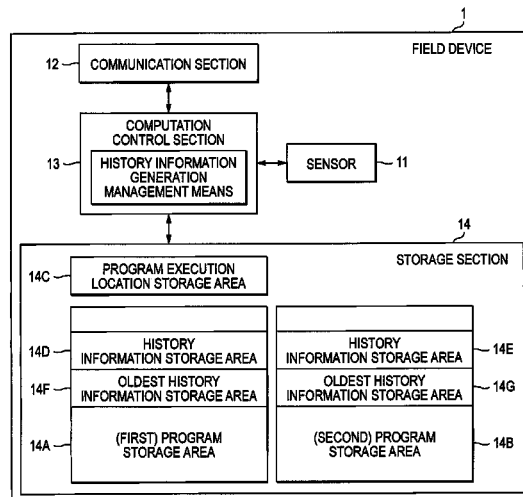 1
FIELD DEVICE
12
COMMUNICATION SECTION
COMPUTATION
CONTROL SECTION
13
HISTORY INFORMATION
GENERATION
MANAGEMENT MEANS
SENSOR
11
14
STORAGE SECTION
14C
PROGRAM EXECUTION
LOCATION STORAGE AREA
14D
HISTORY
INFORMATION STORAGE AREA
HISTORY
INFORMATION STORAGE AREA
14E
14F
OLDEST HISTORY
INFORMATION STORAGE AREA
OLDEST HISTORY
INFORMATION STORAGE AREA
14G
14A
(FIRST) PROGRAM
STORAGE AREA
(SECOND) PROGRAM
STORAGE AREA
14B